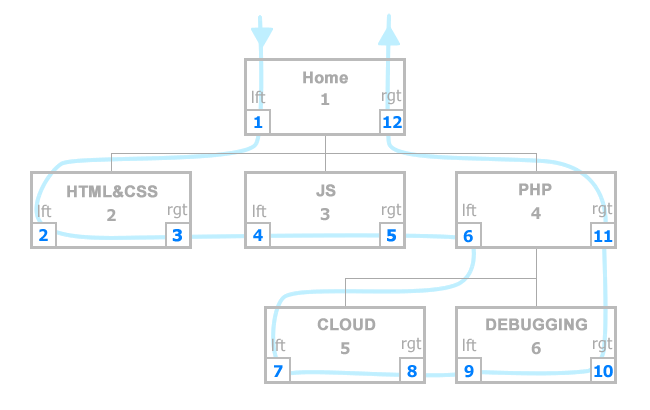 Home
lft 1 rgt
1 12
HTML&CSS
lft 2 rgt
2 3
JS
lft 3 rgt
4 5
PHP
lft 4 rgt
6 11
CLOUD
lft 5 rgt
7 8
DEBUGGING
lft 6 rgt
9 10